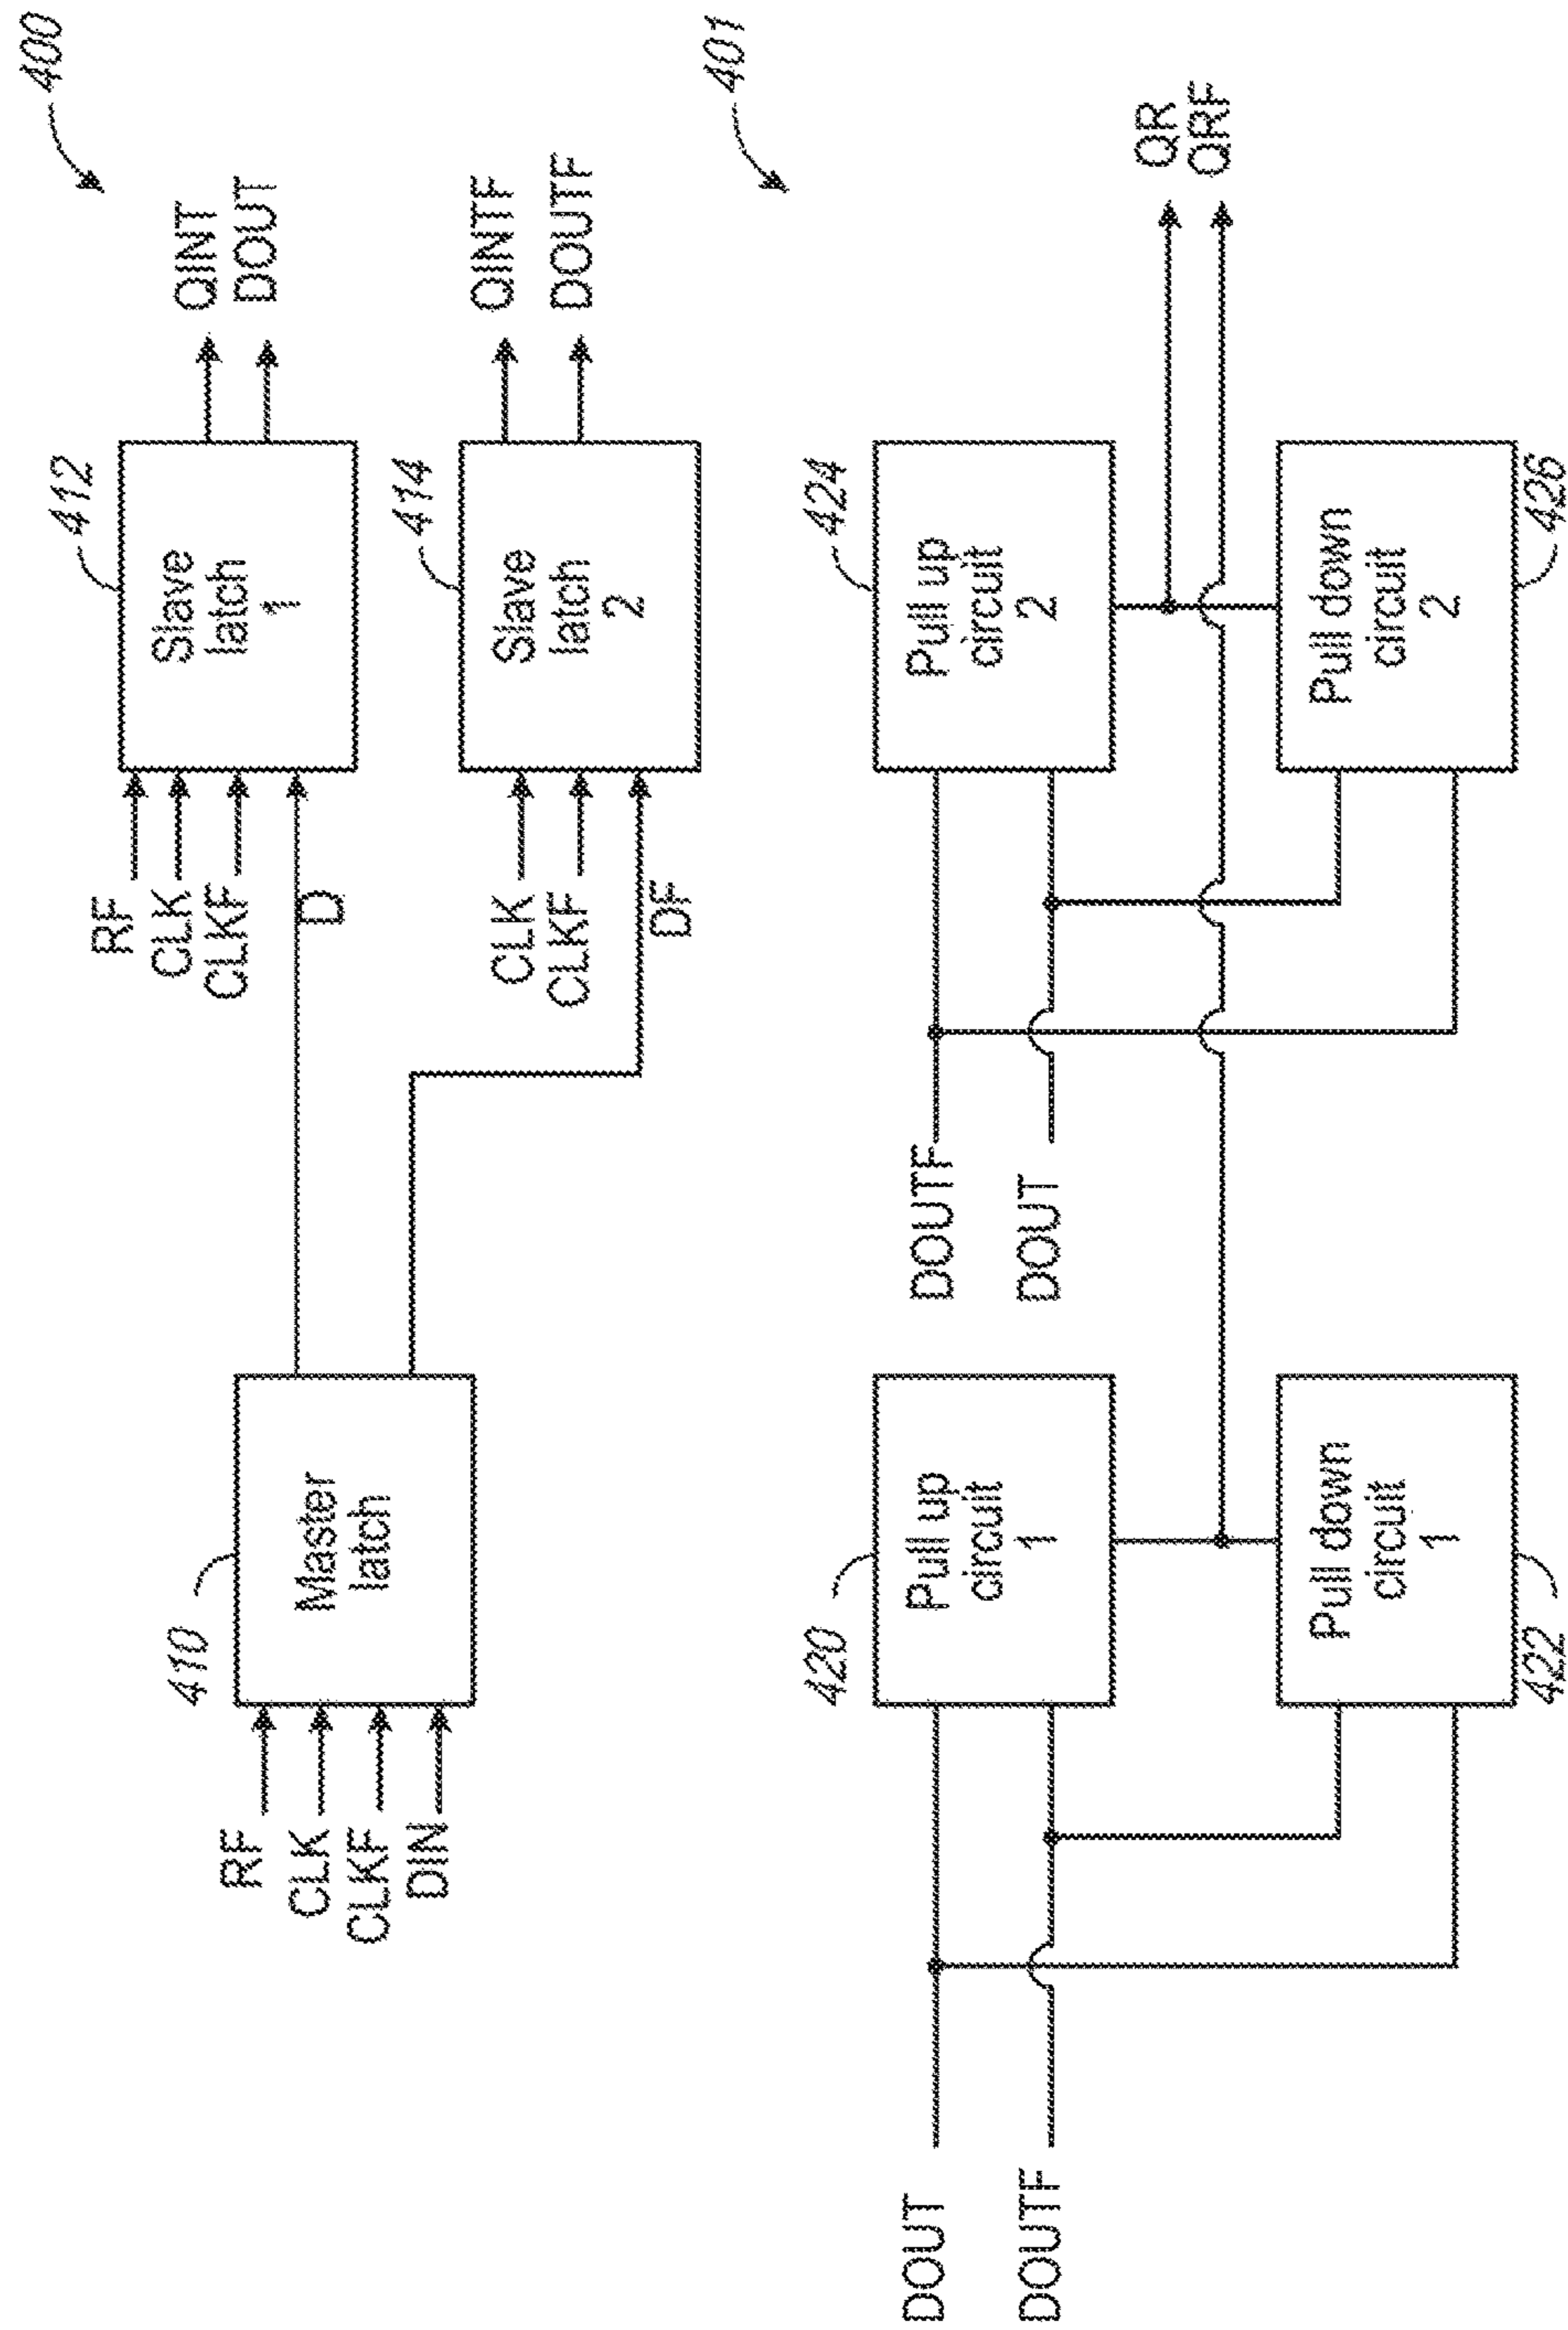 400
RF
CLK
CLKF
DIN
410
Master
latch
D
DF
RF
CLK
CLKF
412
Slave
latch
1
QINT
DOUT
CLK
CLKF
414
Slave
latch
2
QINTF
DOUTF
401
DOUT
DOUTF
420
Pull up
circuit
1
Pull down
circuit
1
422
DOUTF
DOUT
424
Pull up
circuit
2
Pull down
circuit
2
426
QR
QRF